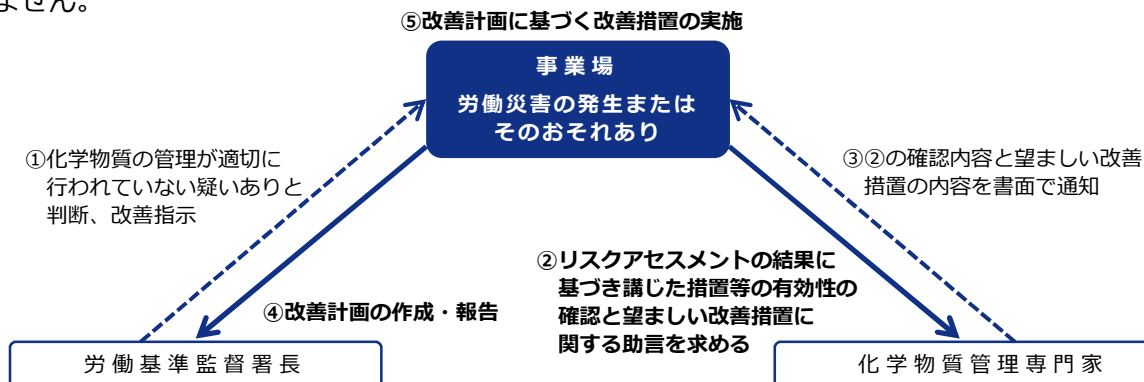 ません。
⑤改善計画に基づく改善措置の実施
事業場
労働災害の発生または
そのおそれあり
①化学物質の管理が適切に
行われていない疑いありと
判断、改善指示
③②の確認内容と望ましい改善
措置の内容を書面で通知
②リスクアセスメントの結果に
基づき講じた措置等の有効性の
確認と望ましい改善措置に
関する助言を求める
④改善計画の作成・報告
労働基準監督署長
化学物質管理専門家